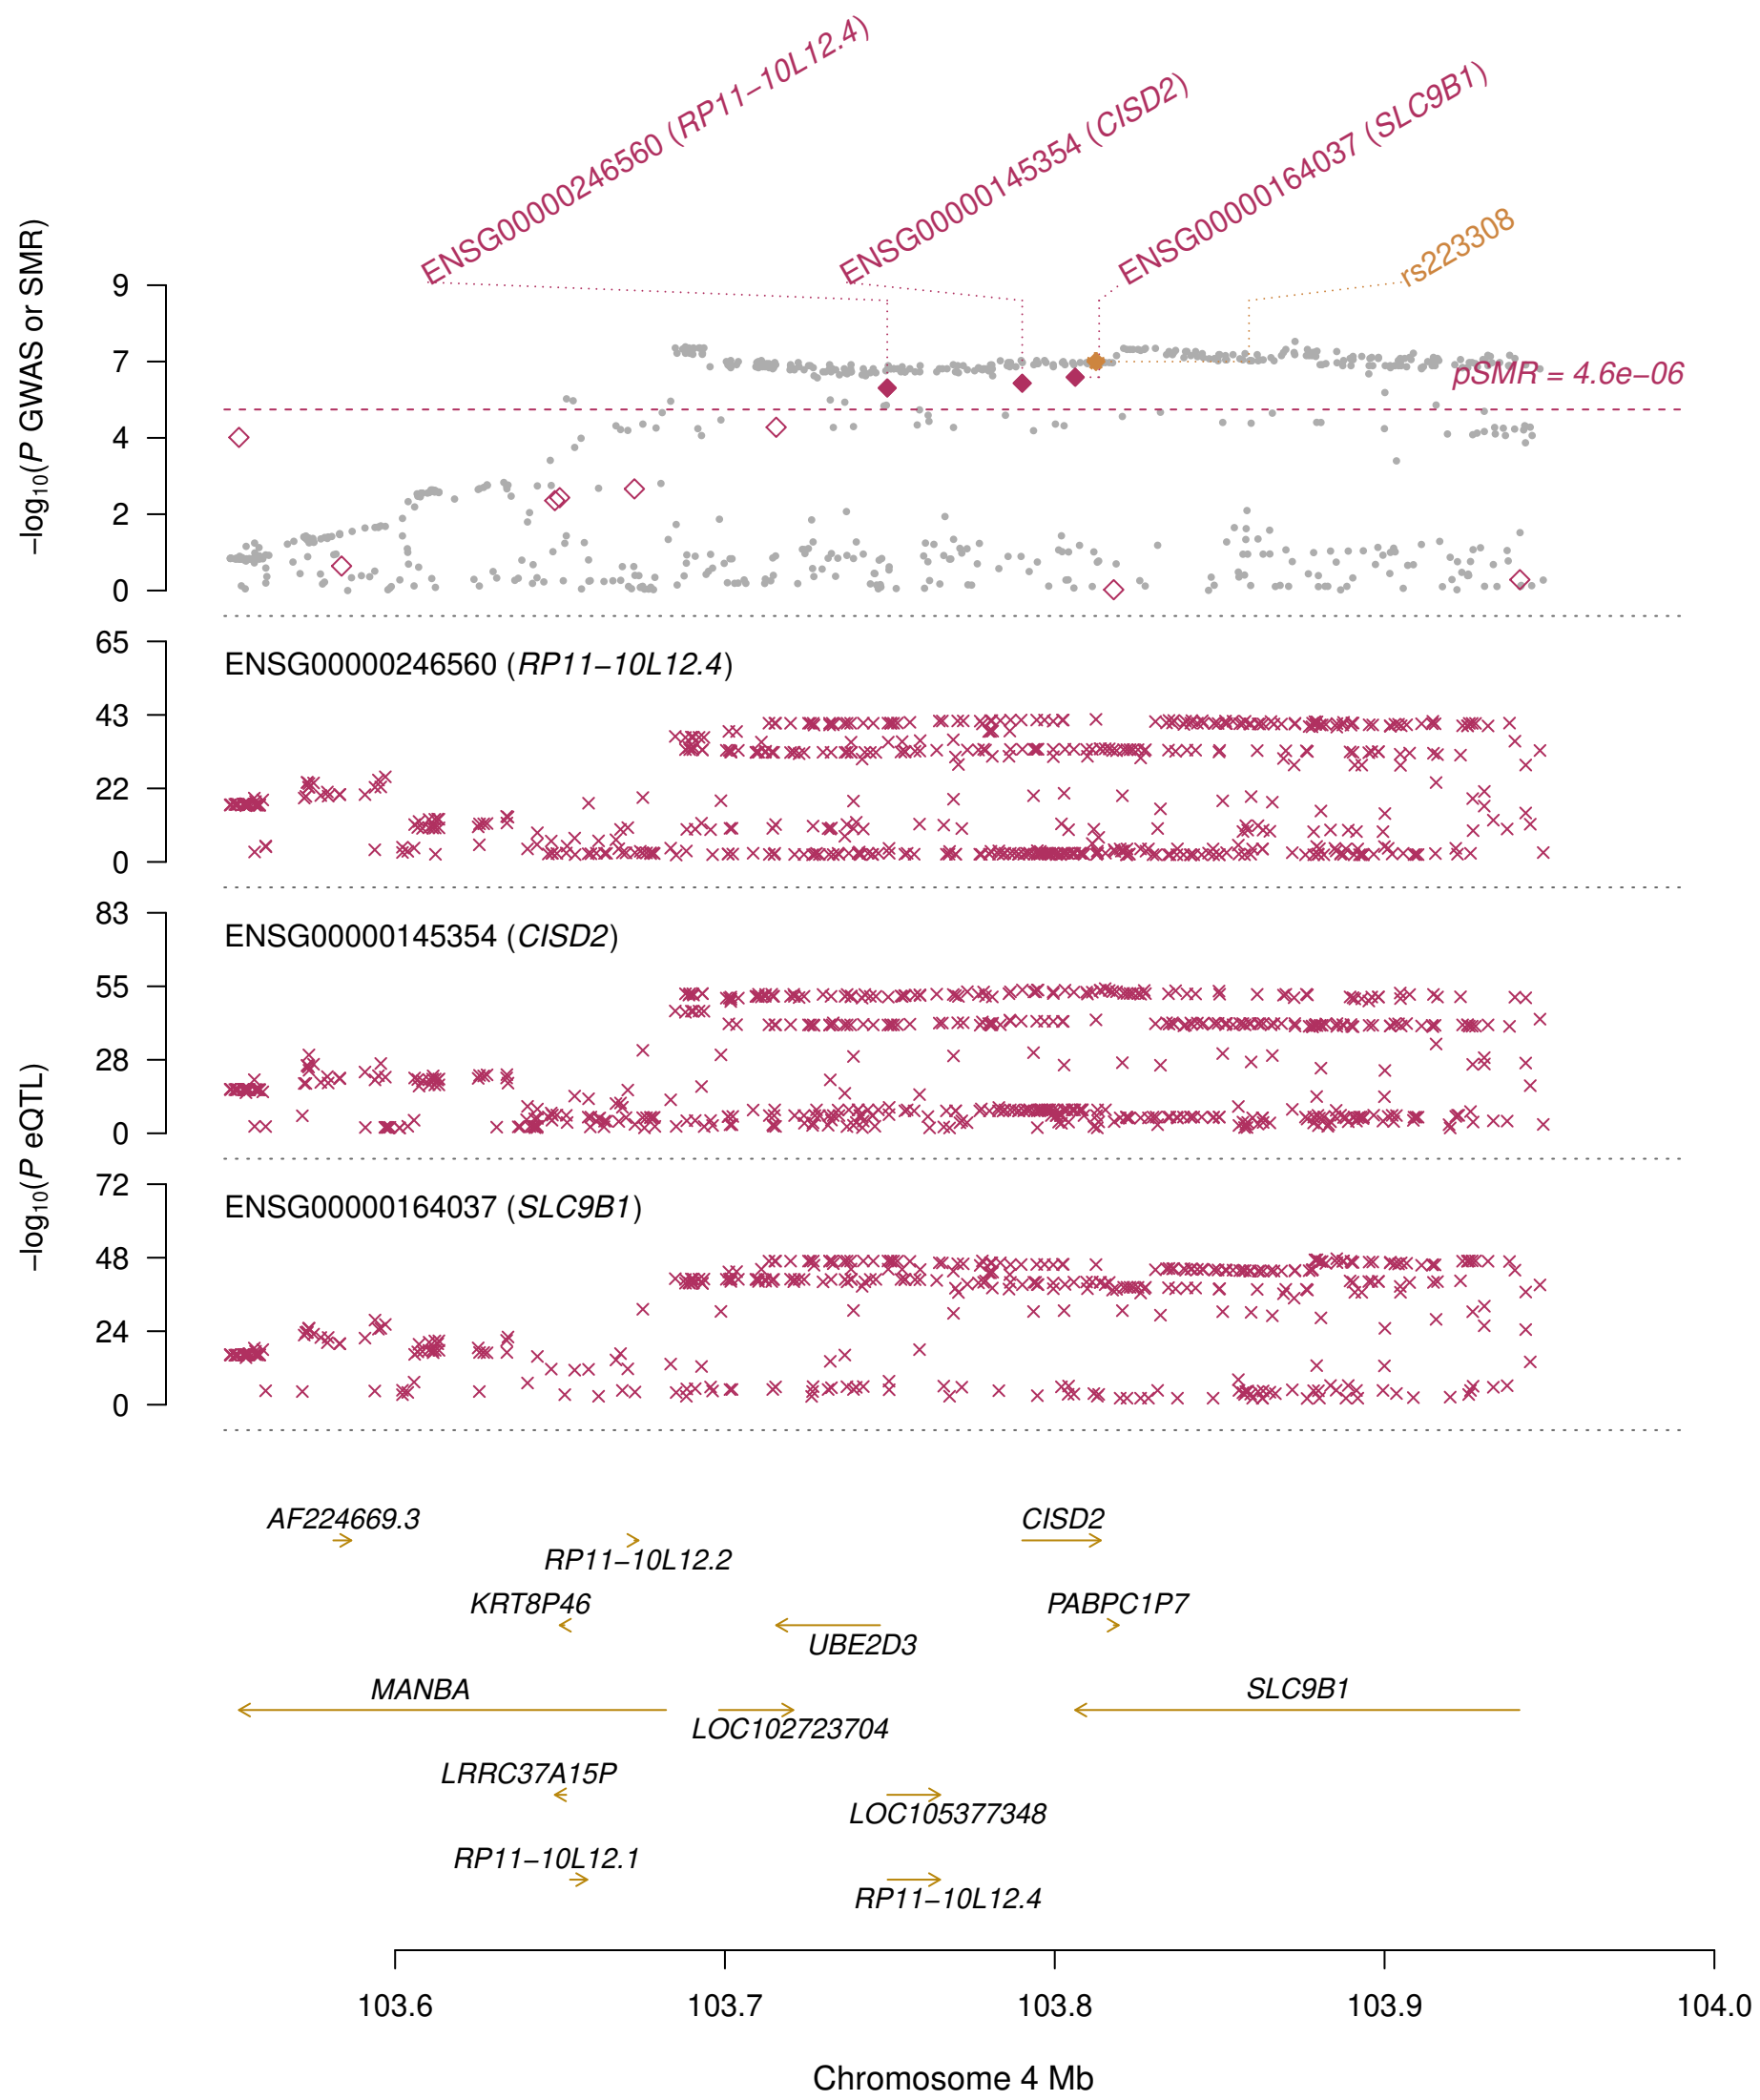 ENSG00000246560 (RP11−10L12.4)
ENSG00000145354 (CISD2)
ENSG00000164037 (SLC9B1)
rs223308
−log10(P GWAS or SMR)
9
7
4
2
0
pSMR = 4.6e−06
−log10(P eQTL)
ENSG00000246560 (RP11−10L12.4)
65
43
22
0
ENSG00000145354 (CISD2)
83
55
28
0
ENSG00000164037 (SLC9B1)
72
48
24
0
AF224669.3
CISD2
RP11−10L12.2
KRT8P46
PABPC1P7
UBE2D3
MANBA
SLC9B1
LOC102723704
LRRC37A15P
LOC105377348
RP11−10L12.1
RP11−10L12.4
103.6 103.7 103.8 103.9 104.0
Chromosome 4 Mb